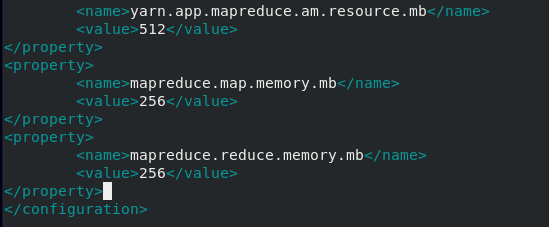 <name>yarn.app.mapreduce.am.resource.mb</name>
<value>512</value>
</property>
<property>
<name>mapreduce.map.memory.mb</name>
<value>256</value>
</property>
<property>
<name>mapreduce.reduce.memory.mb</name>
<value>256</value>
</property>
</configuration>